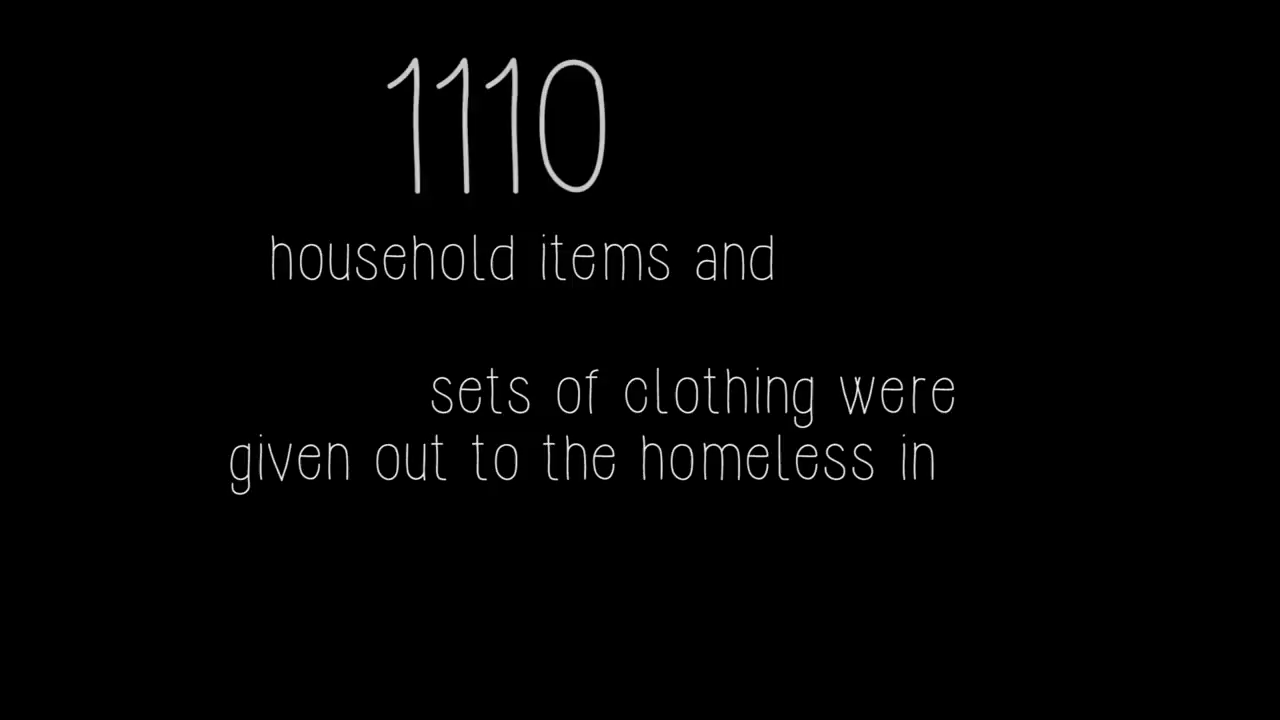 1110
household items and
sets of clothing were
given out to the homeless in